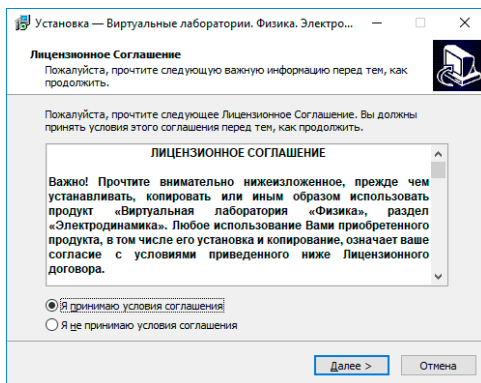 Установка — Виртуальные лаборатории. Физика. Электро...
Лицензионное Соглашение
Пожалуйста, прочтите следующую важную информацию перед тем, как
продолжить.
Пожалуйста, прочтите следующее Лицензионное Соглашение. Вы должны
принять условия этого соглашения перед тем, как продолжить.
ЛИЦЕНЗИОННОЕ СОГЛАШЕНИЕ
Важно! Прочтите внимательно нижеизложенное, прежде чем
устанавливать, копировать или иным образом использовать
продукт «Виртуальная лаборатория «Физика», раздел
«Электродинамика». Любое использование Вами приобретенного
продукта, в том числе его установка и копирование, означает ваше
согласие с условиями приведенного ниже Лицензионного
договора.
Я принимаю условия соглашения
Я не принимаю условия соглашения
Далее > Отмена